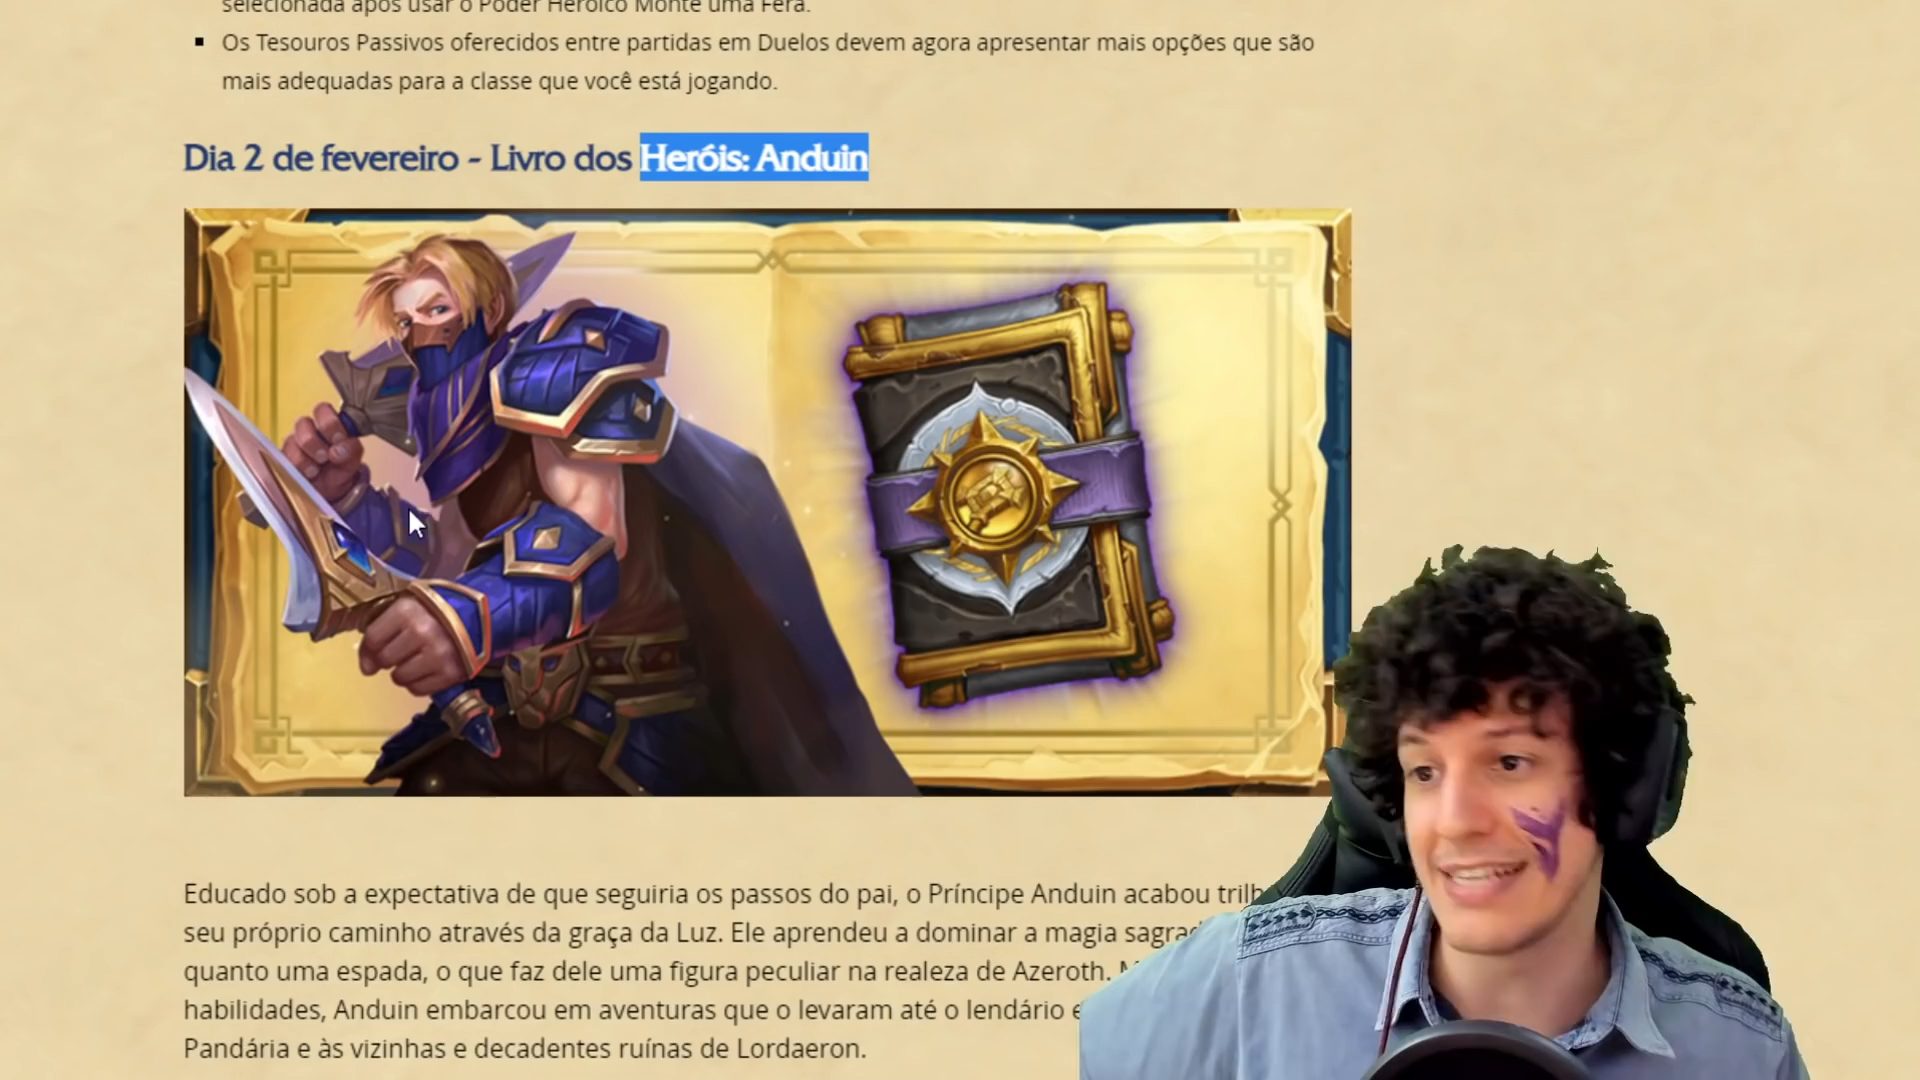 selecionada após usar o Poder Heroico Monte uma Fera.
Os Tesouros Passivos oferecidos entre partidas em Duelos devem agora apresentar mais opções que são
mais adequadas para a classe que você está jogando.
Dia 2 de fevereiro - Livro dos Heróis: Anduin
Educado sob a expectativa de que seguiria os passos do pai, o Príncipe Anduin acabou
seu próprio caminho através da graça da Luz. Ele aprendeu a dominar a magia
quanto uma espada, o que faz dele uma figura peculiar na realeza de Azeroth.
habilidades, Anduin embarcou em aventuras que o levaram até o lendário
Pandária e às vizinhas e decadentes ruínas de Lordaeron.